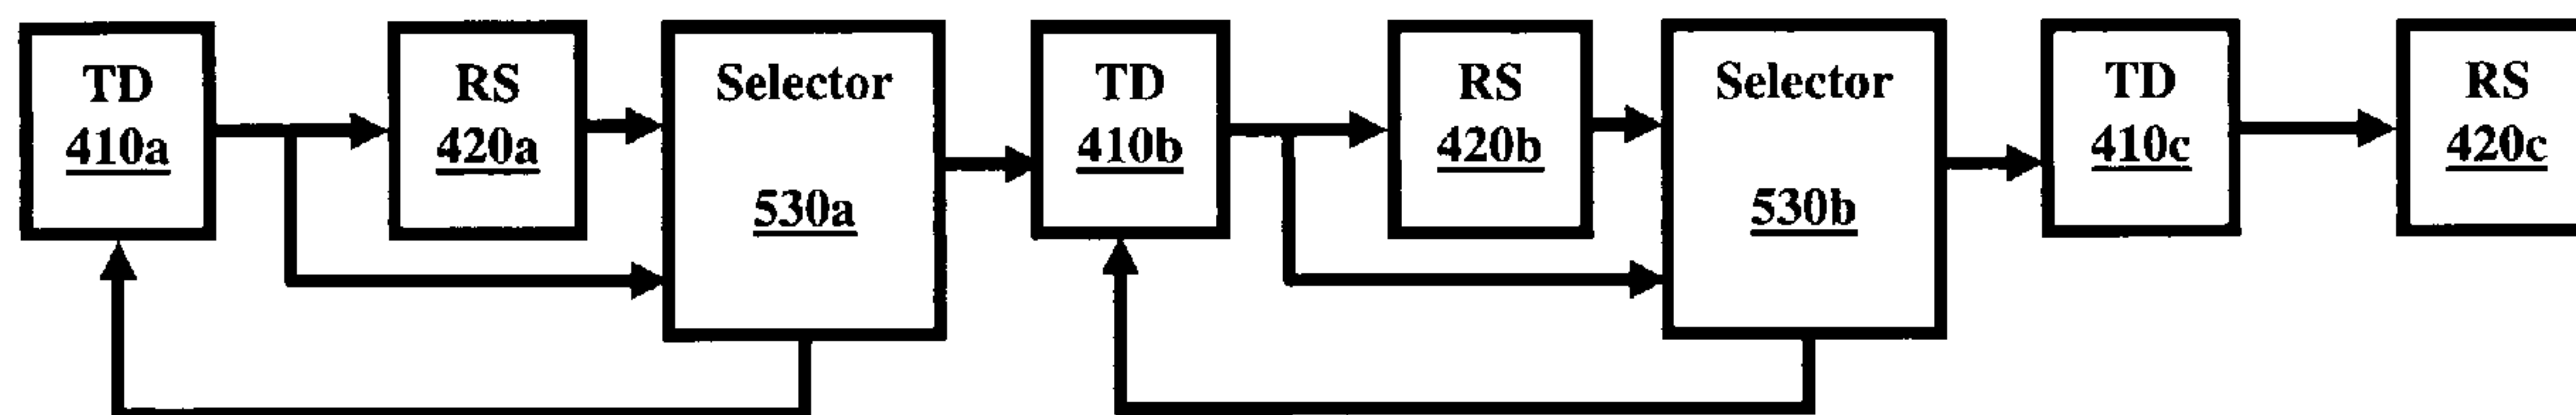 TD
410a
RS
420a
Selector
530a
TD
410b
RS
420b
Selector
530b
TD
410c
RS
420c